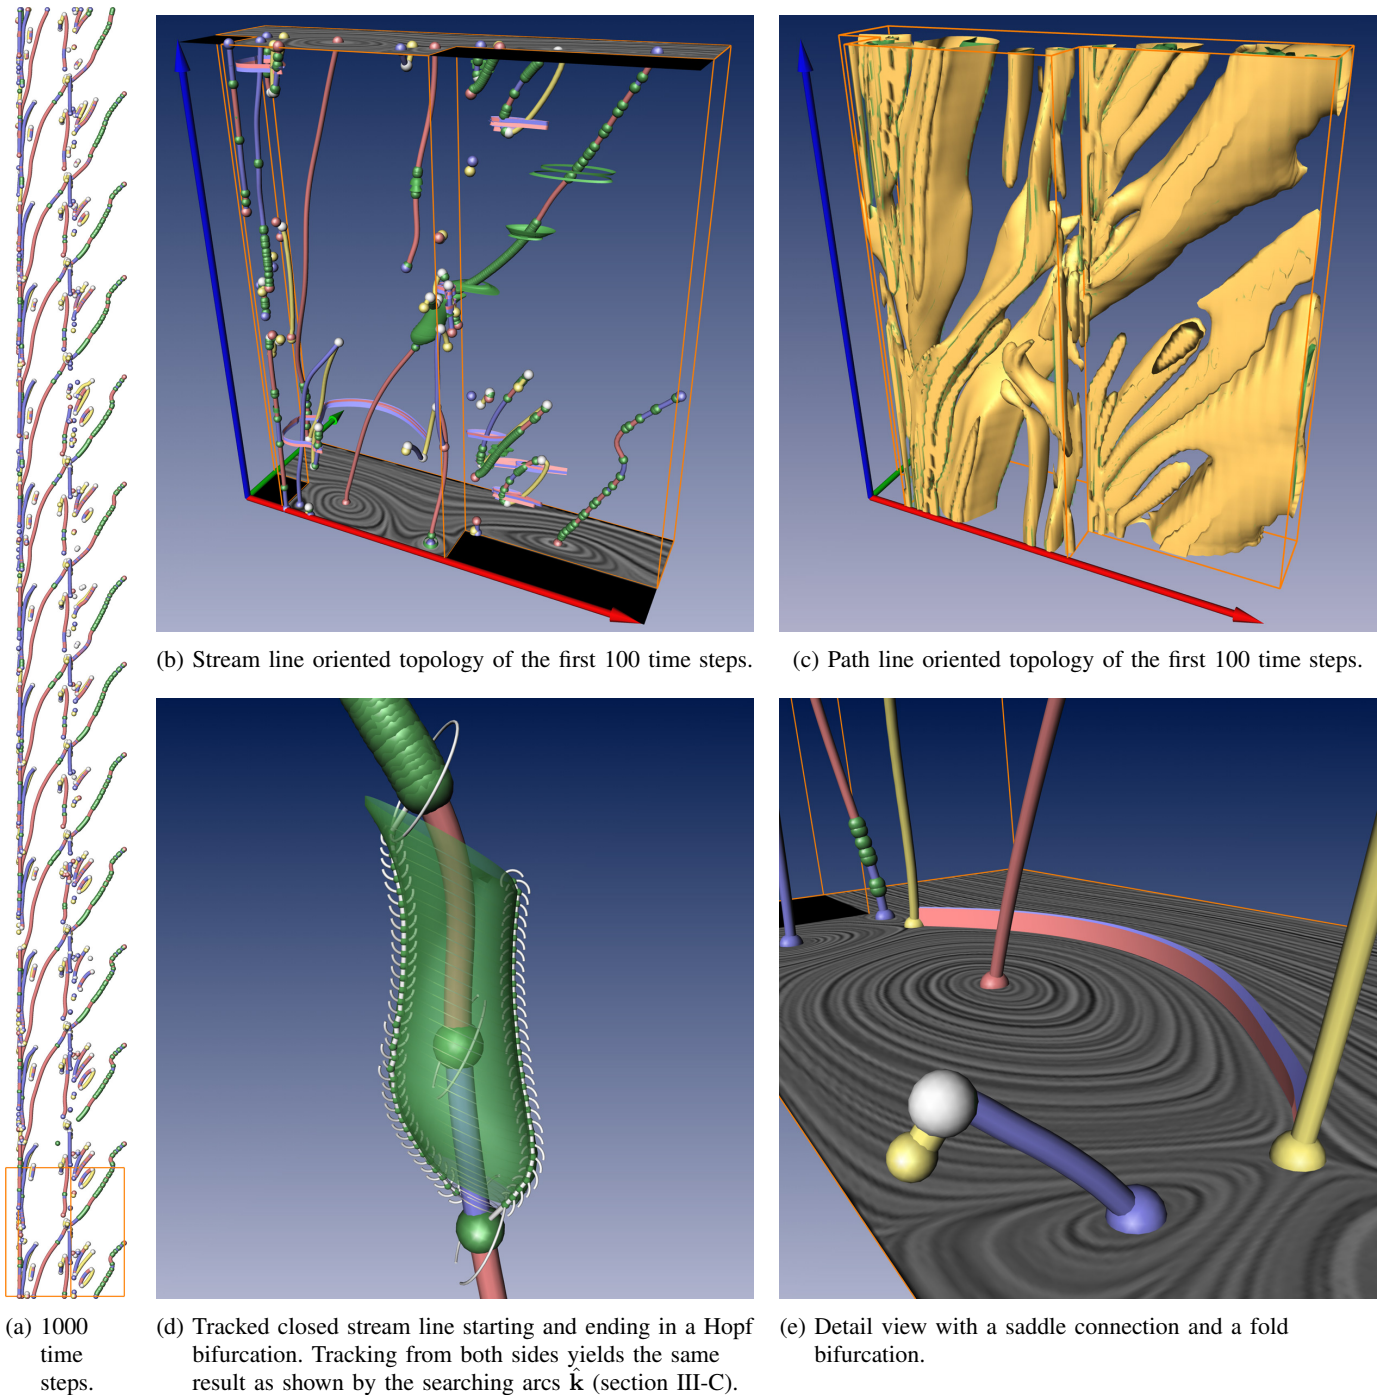 (b) Stream line oriented topology of the first 100 time steps.
(c) Path line oriented topology of the first 100 time steps.
(a) 1000
time
steps.
(d) Tracked closed stream line starting and ending in a Hopf
bifurcation. Tracking from both sides yields the same
result as shown by the searching arcs k̂ (section III-C).
(e) Detail view with a saddle connection and a fold
bifurcation.